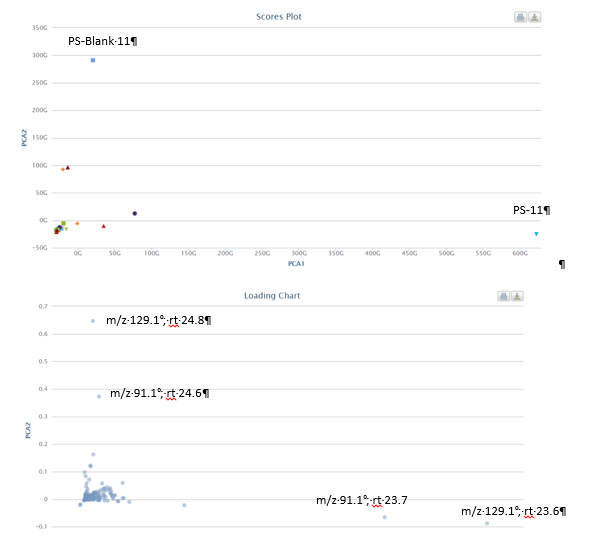 Scores Plot
350G
PS-Blank·11¶
300G
250G
200G
150G
100G
50G
0G
-50G
PCA2
PS-11¶
0G 50G 100G 150G 200G 250G 300G 350G 400G 450G 500G 550G 600G
PCA1
¶
Loading Chart
0.7
m/z·129.1°;·rt·24.8¶
0.6
0.5
0.4
m/z·91.1°;·rt·24.6¶
0.3
0.2
0.1
0
-0.1
PCA2
m/z·91.1°;·rt·23.7
m/z·129.1°;·rt·23.6¶